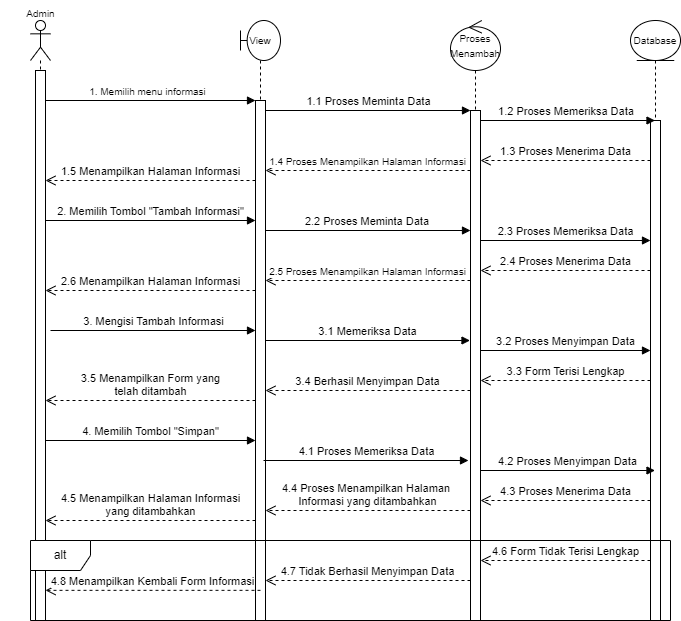 Admin
View
Proses
Menambah
Database
1. Memilih menu informasi
1.1 Proses Meminta Data
1.2 Proses Memeriksa Data
1.3 Proses Menerima Data
1.4 Proses Menampilkan Halaman Informasi
1.5 Menampilkan Halaman Informasi
2. Memilih Tombol "Tambah Informasi"
2.2 Proses Meminta Data
2.3 Proses Memeriksa Data
2.4 Proses Menerima Data
2.5 Proses Menampilkan Halaman Informasi
2.6 Menampilkan Halaman Informasi
3. Mengisi Tambah Informasi
3.1 Memeriksa Data
3.2 Proses Menyimpan Data
3.3 Form Terisi Lengkap
3.4 Berhasil Menyimpan Data
3.5 Menampilkan Form yang
telah ditambah
4. Memilih Tombol "Simpan"
4.1 Proses Memeriksa Data
4.2 Proses Menyimpan Data
4.3 Proses Menerima Data
4.4 Proses Menampilkan Halaman
Informasi yang ditambahkan
4.5 Menampilkan Halaman Informasi
yang ditambahkan
alt
4.6 Form Tidak Terisi Lengkap
4.7 Tidak Berhasil Menyimpan Data
4.8 Menampilkan Kembali Form Informasi